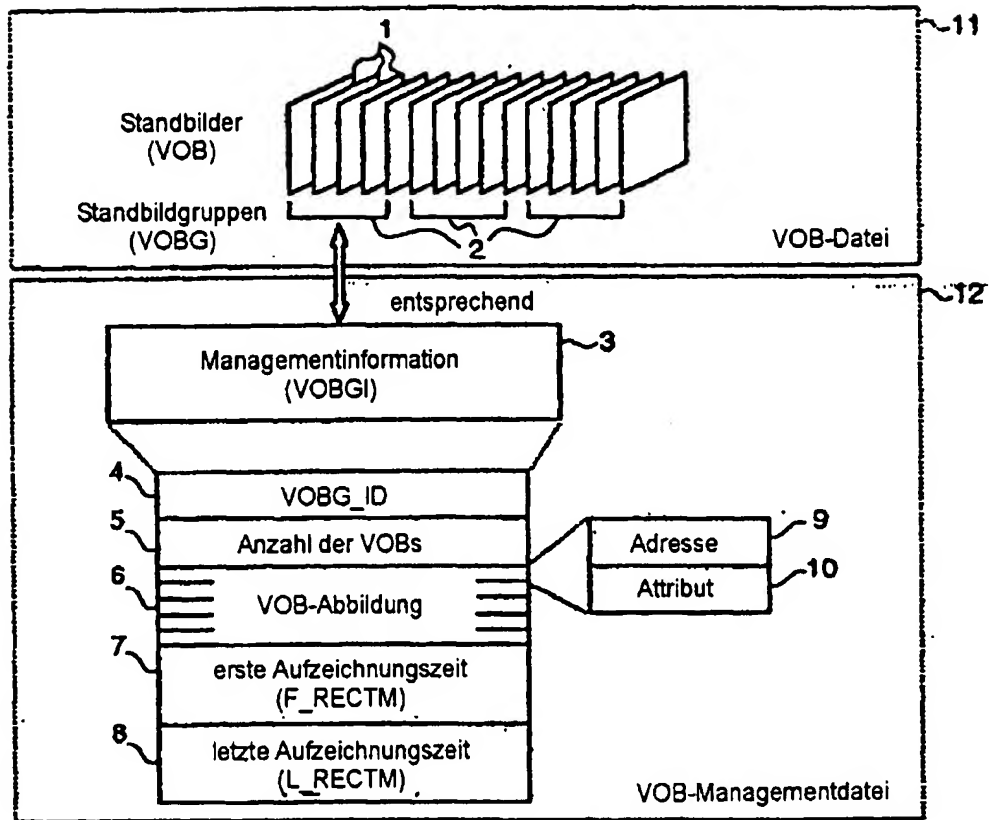 1
11
Standbilder
(VOB)
Standbildgruppen
(VOBG)
2
VOB-Datei
12
entsprechend
3
Managementinformation
(VOBGI)
4
VOBG_ID
5
Anzahl der VOBs
9
Adresse
6
VOB-Abbildung
10
Attribut
7
erste Aufzeichnungszeit
(F_RECTM)
8
letzte Aufzeichnungszeit
(L_RECTM)
VOB-Managementdatei